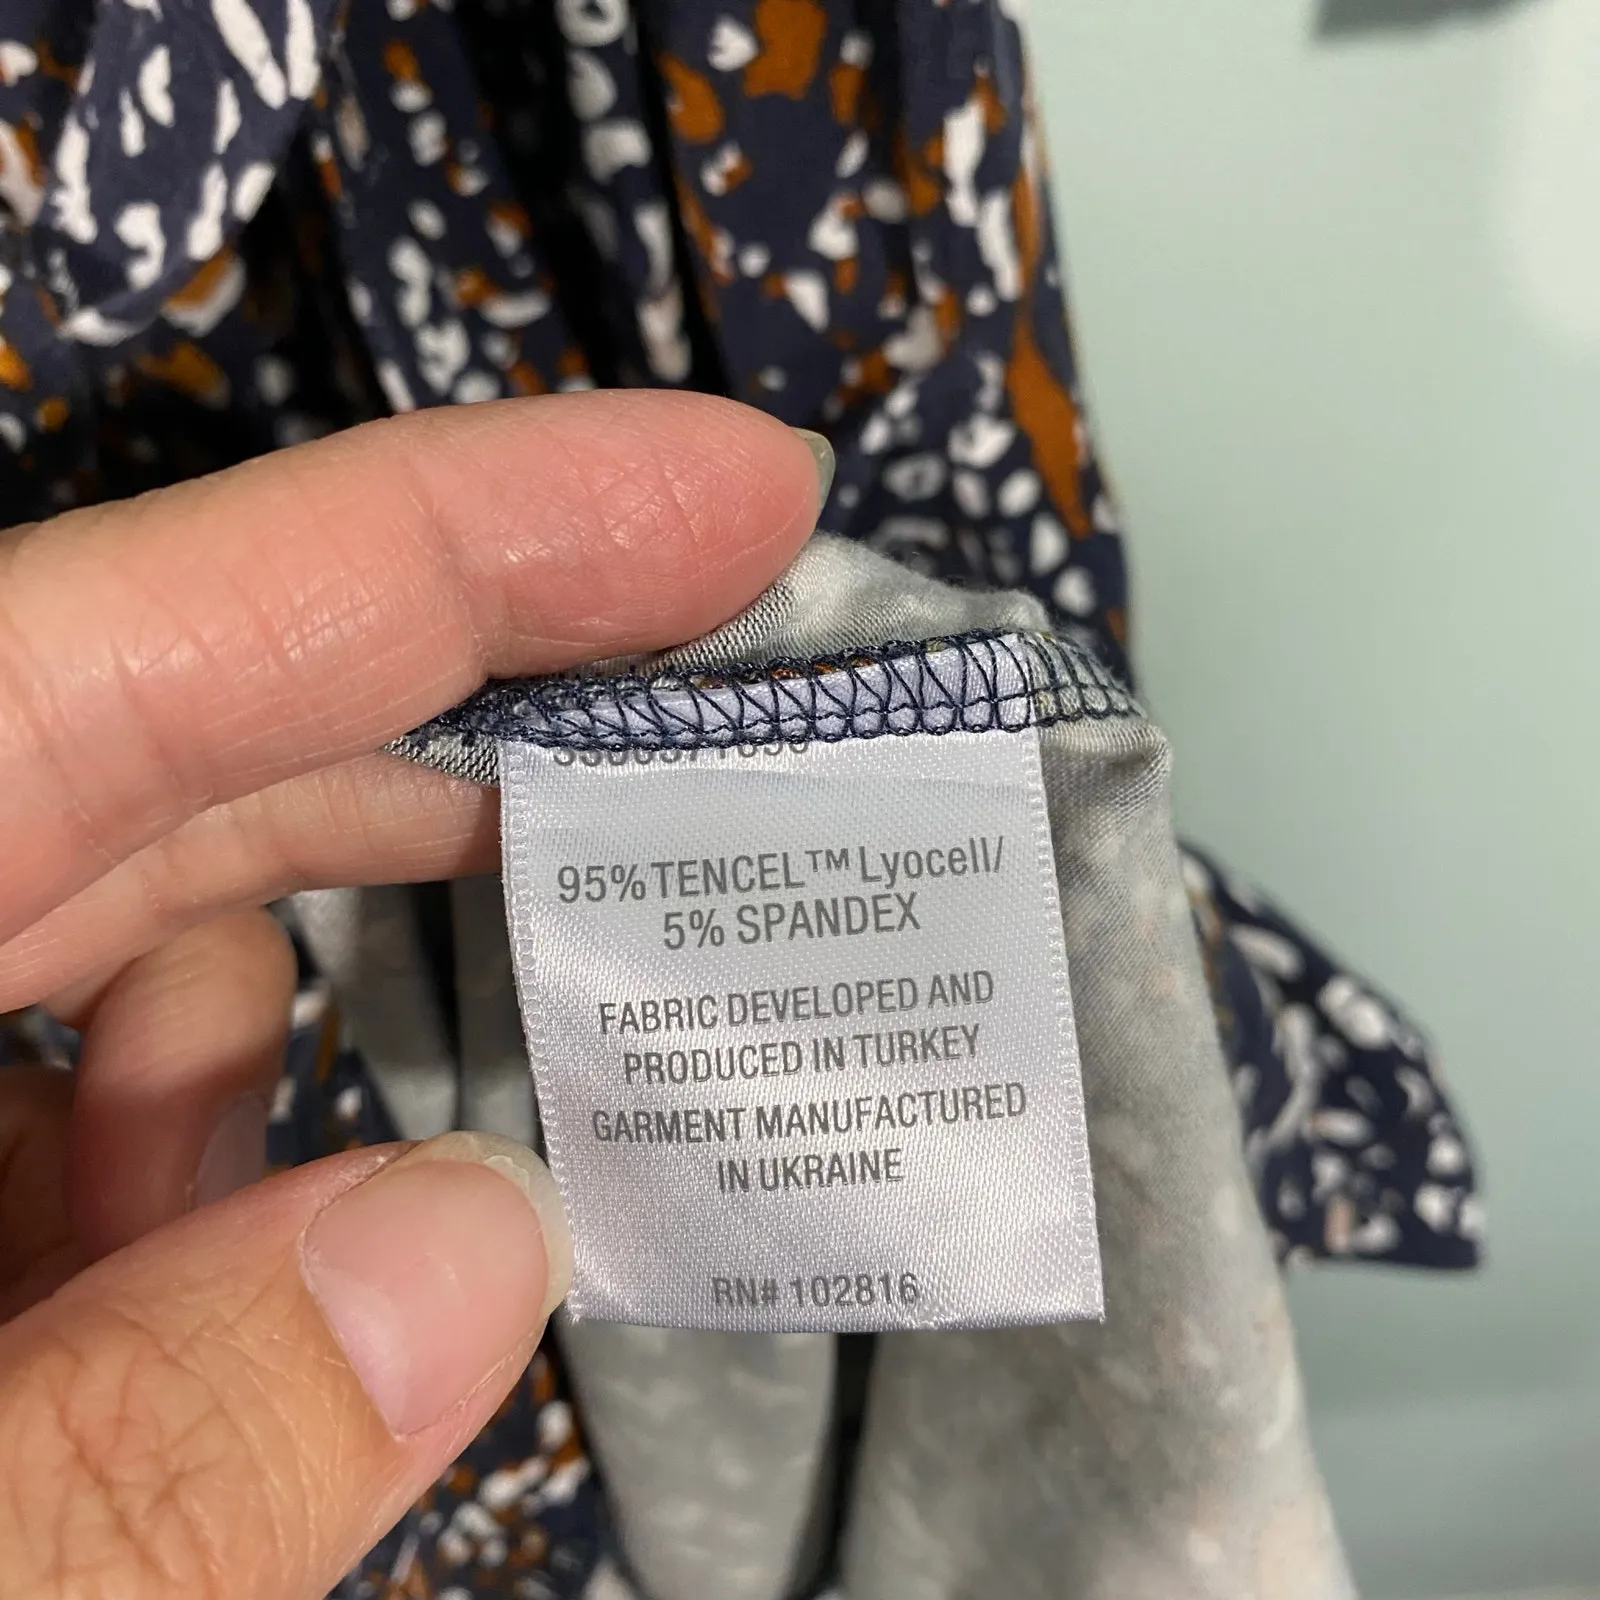 95% TENCEL™ Lyocell/
5% SPANDEX
FABRIC DEVELOPED AND
PRODUCED IN TURKEY
GARMENT MANUFACTURED
IN UKRAINE
RN# 102816